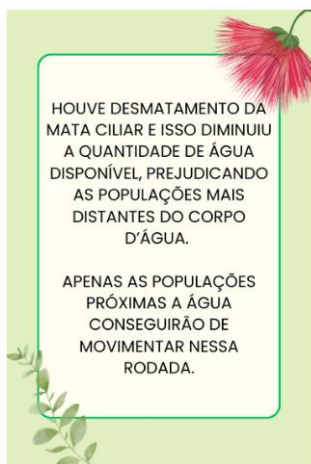 HOUVE DESMATAMENTO DA
MATA CILIAR E ISSO DIMINUIU
A QUANTIDADE DE ÁGUA
DISPONÍVEL, PREJUDICANDO
AS POPULAÇÕES MAIS
DISTANTES DO CORPO
D’ÁGUA.
APENAS AS POPULAÇÕES
PRÓXIMAS A ÁGUA
CONSEGUIRÃO DE
MOVIMENTAR NESSA
RODADA.